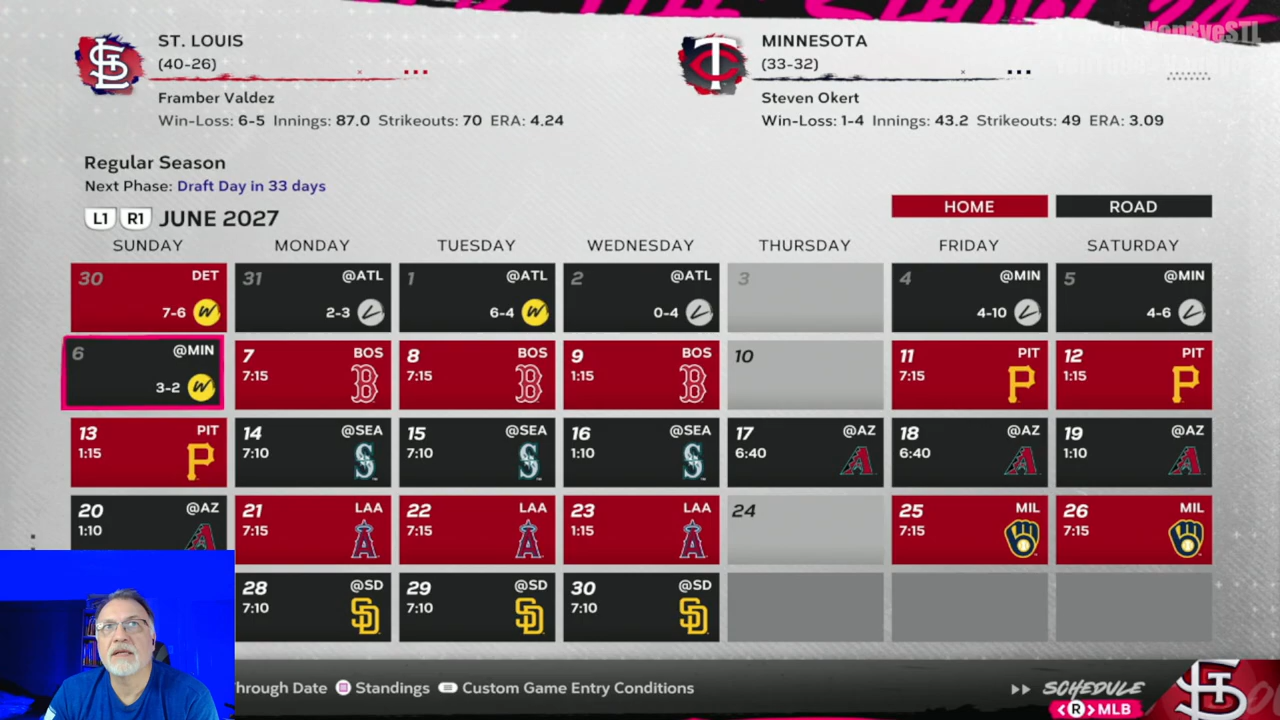 ST. LOUIS
(40-26)
Framber Valdez
Win-Loss: 6-5 Innings: 87.0 Strikeouts: 70 ERA: 4.24
MINNESOTA
(33-32)
Steven Okert
Win-Loss: 1-4 Innings: 43.2 Strikeouts: 49 ERA: 3.09
Regular Season
Next Phase: Draft Day in 33 days
L1 R1 JUNE 2027
HOME ROAD
SUNDAY MONDAY TUESDAY WEDNESDAY THURSDAY FRIDAY SATURDAY
30 DET 31 @ATL 1 @ATL 2 @ATL 3 4 @MIN 5 @MIN
7-6 W 2-3 L 6-4 W 0-4 L 4-10 L 4-6 L
6 @MIN 7 BOS 8 BOS 9 BOS 10 11 PIT 12 PIT
3-2 W 7:15 B 7:15 B 1:15 B 7:15 P 1:15 P
13 PIT 14 @SEA 15 @SEA 16 @SEA 17 @AZ 18 @AZ 19 @AZ
1:15 P 7:10 S 7:10 S 1:10 S 6:40 A 6:40 A 1:10 A
20 @AZ 21 LAA 22 LAA 23 LAA 24 25 MIL 26 MIL
1:10 A 7:15 A 7:15 A 1:15 A 7:15 7:15
28 @SD 29 @SD 30 @SD
7:10 SD 7:10 SD 7:10 SD
hrough Date Standings Custom Game Entry Conditions
SCHEDULE
R MLB